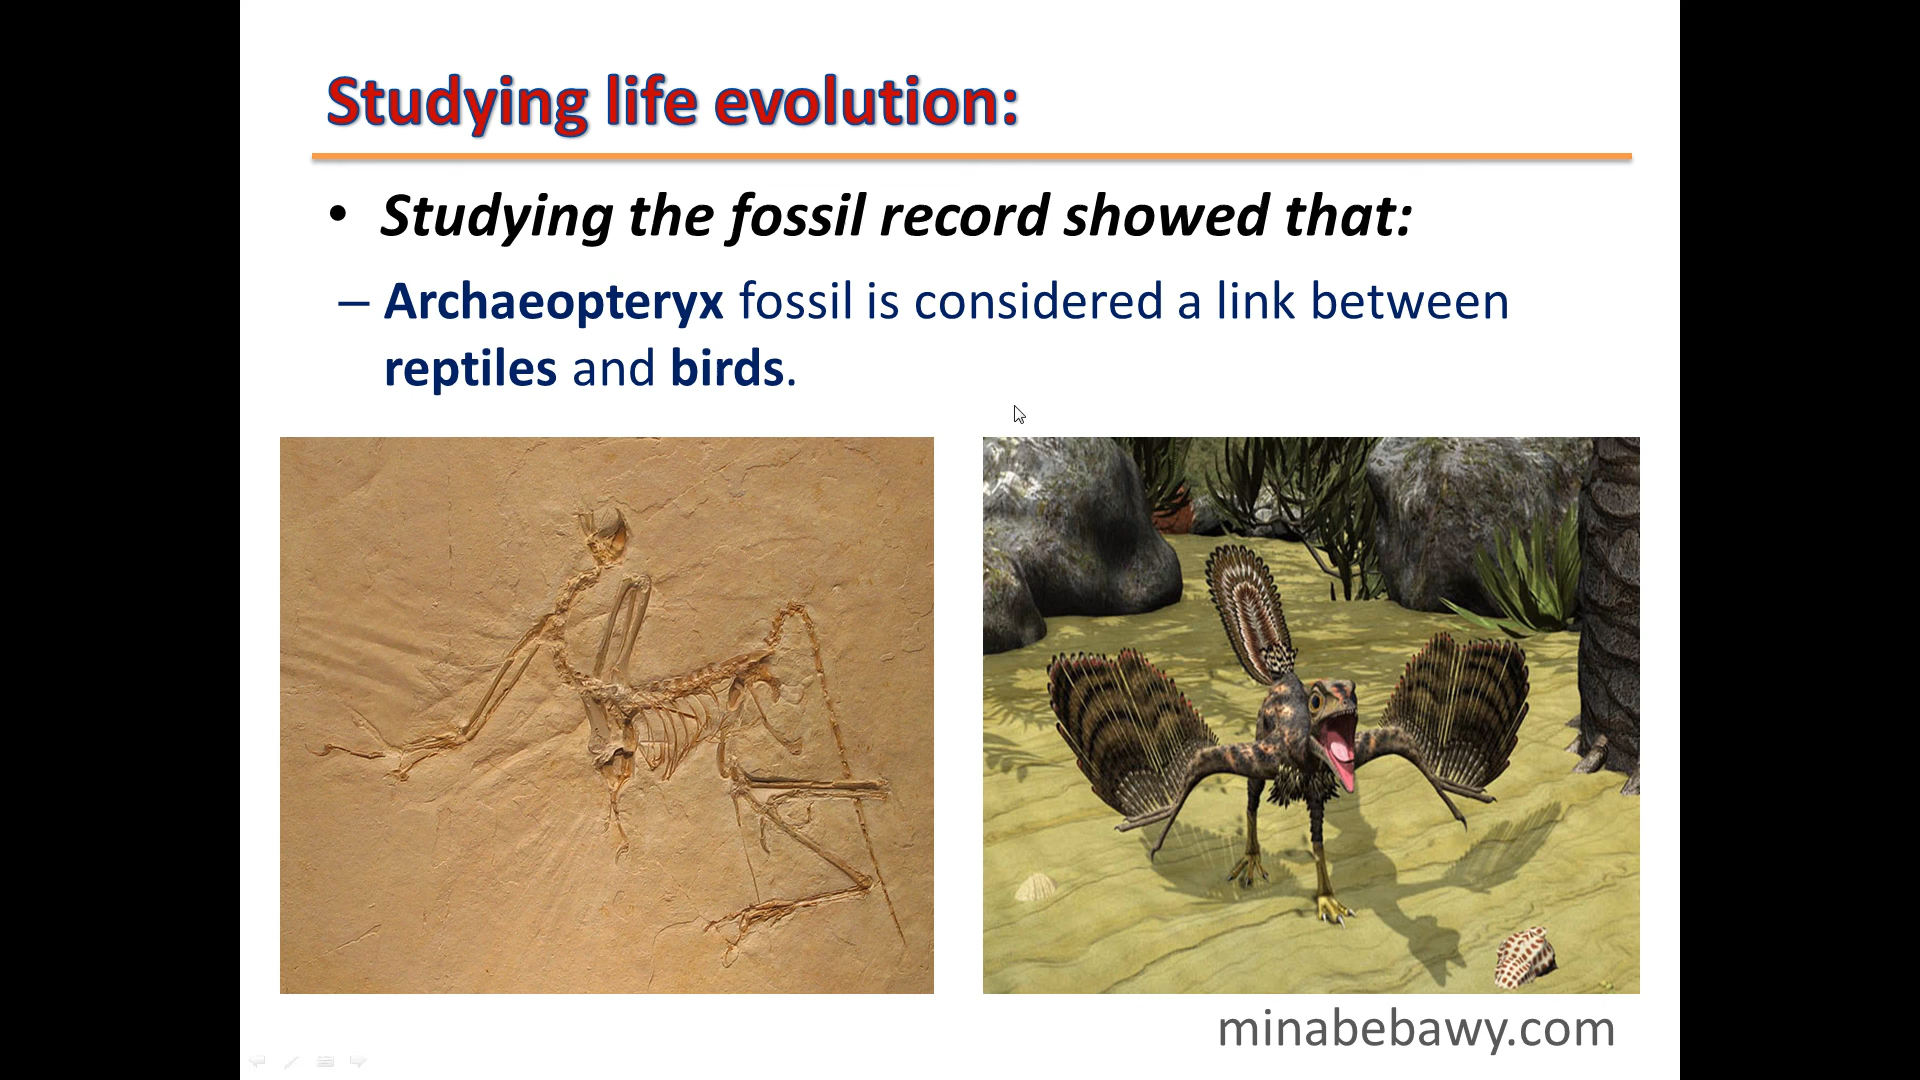 Studying life evolution:
• Studying the fossil record showed that:
– Archaeopteryx fossil is considered a link between
reptiles and birds.
minabebawy.com